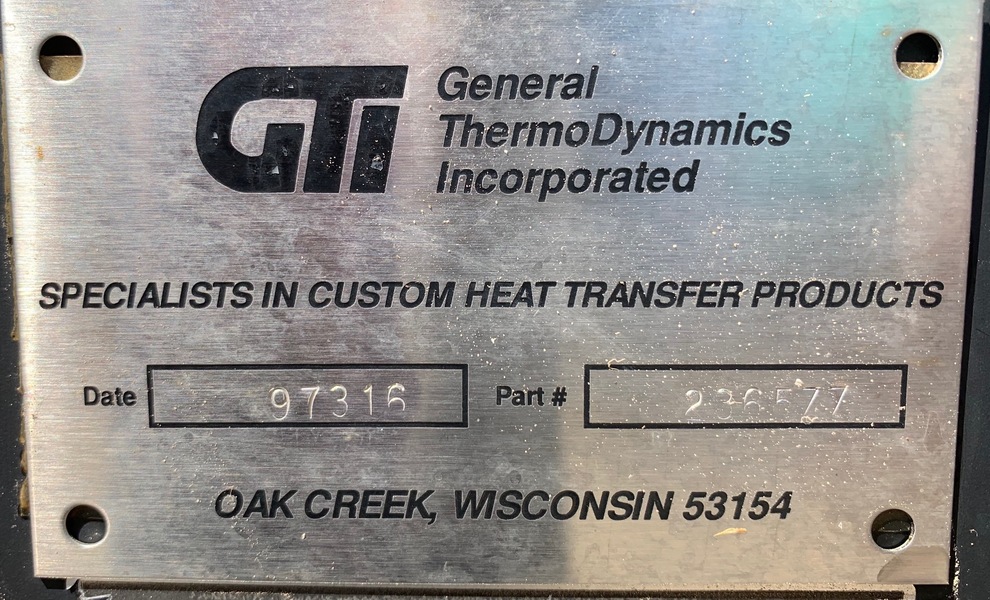 GTI
General
ThermoDynamics
Incorporated
SPECIALISTS IN CUSTOM HEAT TRANSFER PRODUCTS
Date 97316 Part # 236577
OAK CREEK, WISCONSIN 53154